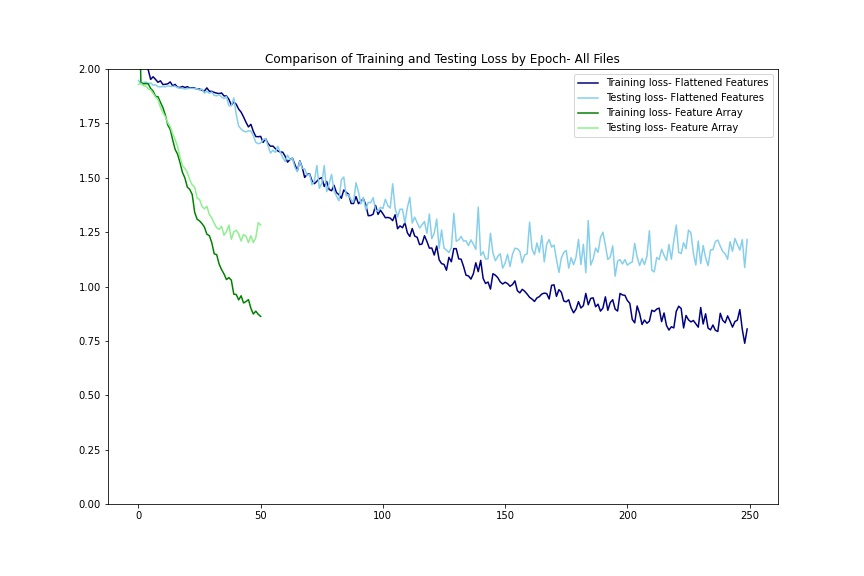 Comparison of Training and Testing Loss by Epoch- All Files
Training loss- Flattened Features
Testing loss- Flattened Features
Training loss- Feature Array
Testing loss- Feature Array
2.00
1.75
1.50
1.25
1.00
0.75
0.50
0.25
0.00
0 50 100 150 200 250